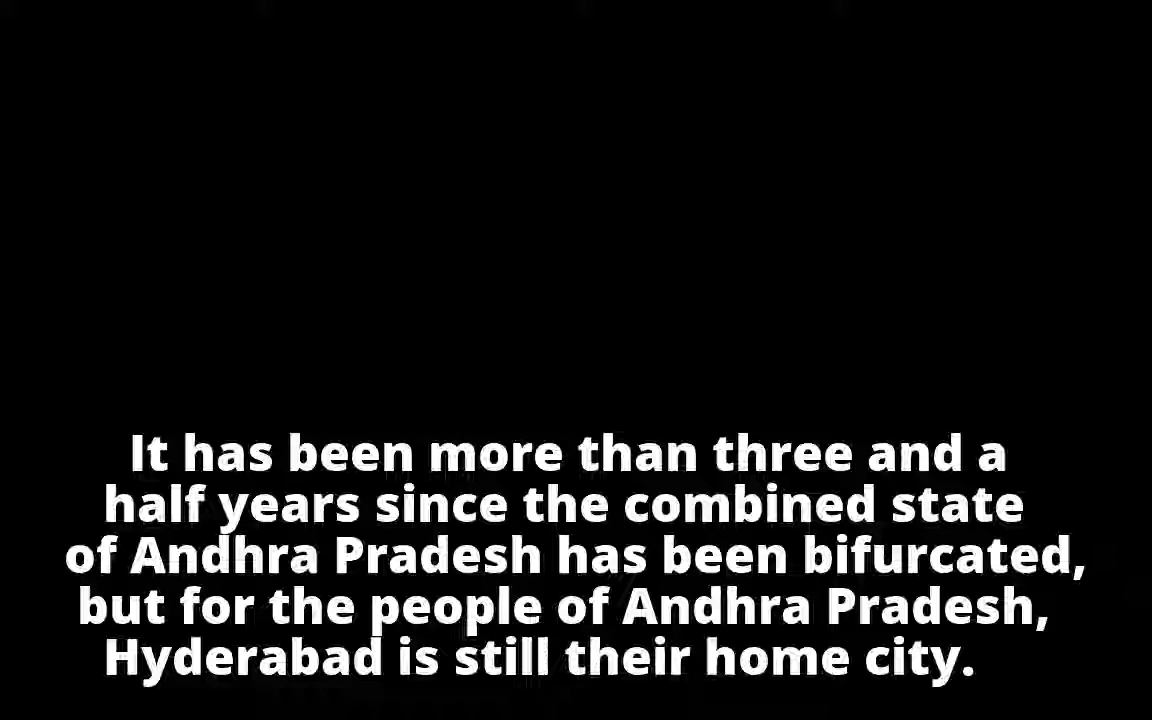 It has been more than three and a
half years since the combined state
of Andhra Pradesh has been bifurcated,
but for the people of Andhra Pradesh,
Hyderabad is still their home city.